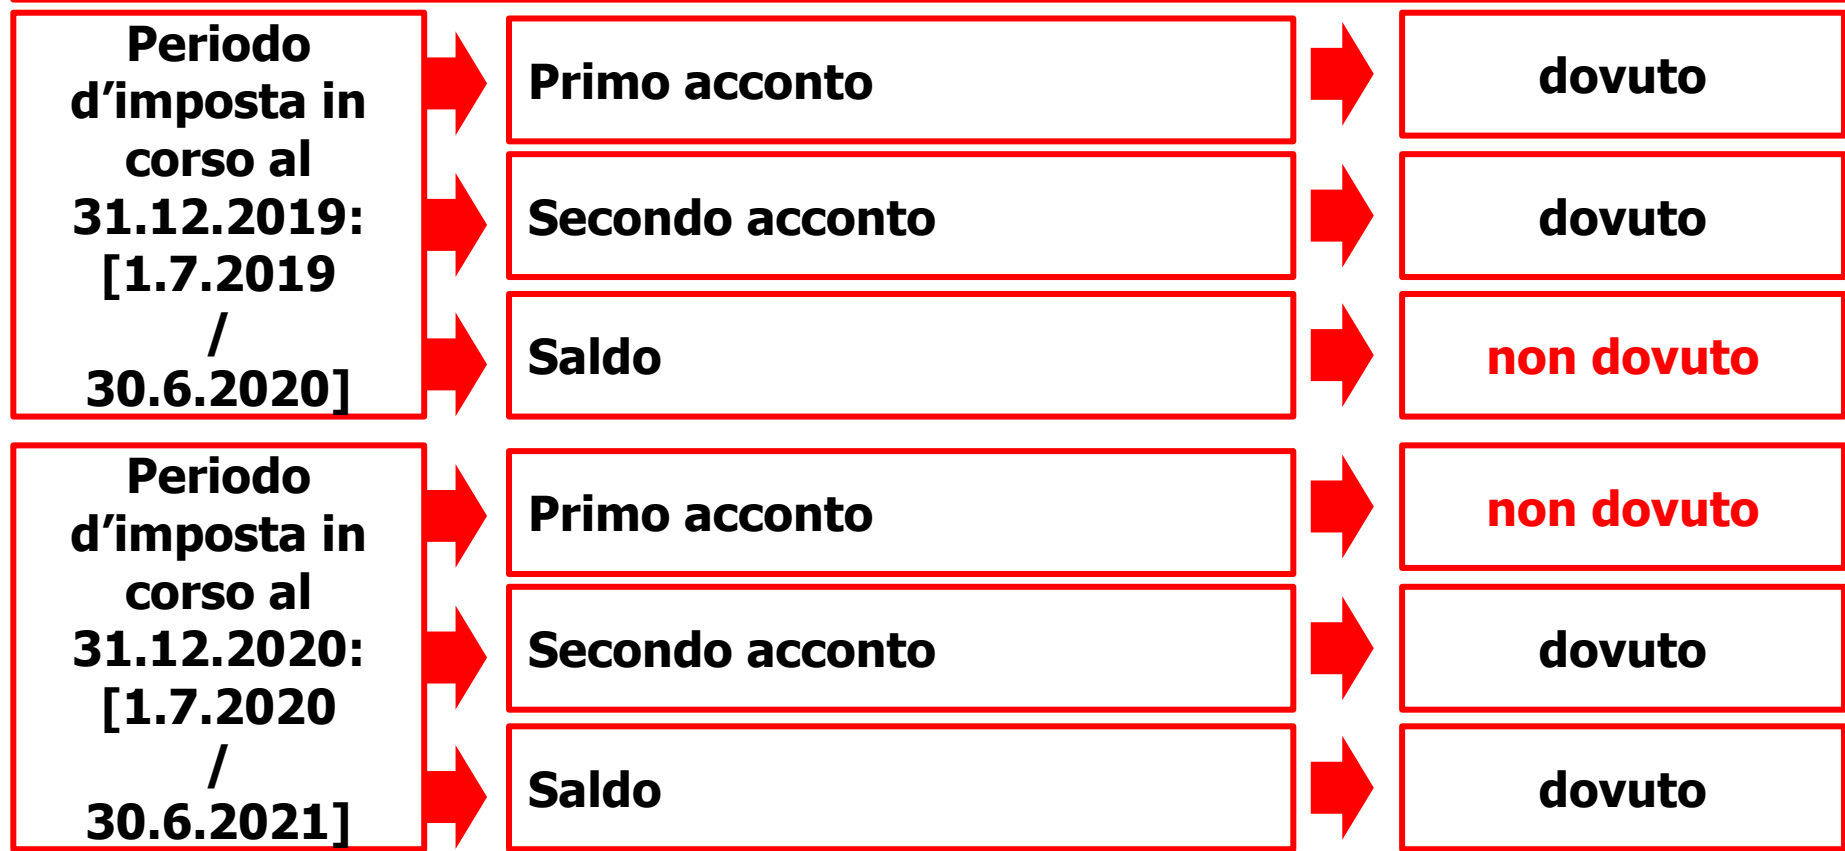 Periodo
d’imposta in
corso al
31.12.2019:
[1.7.2019
/
30.6.2020]
Primo acconto
dovuto
Secondo acconto
dovuto
Saldo
non dovuto
Periodo
d’imposta in
corso al
31.12.2020:
[1.7.2020
/
30.6.2021]
Primo acconto
non dovuto
Secondo acconto
dovuto
Saldo
dovuto